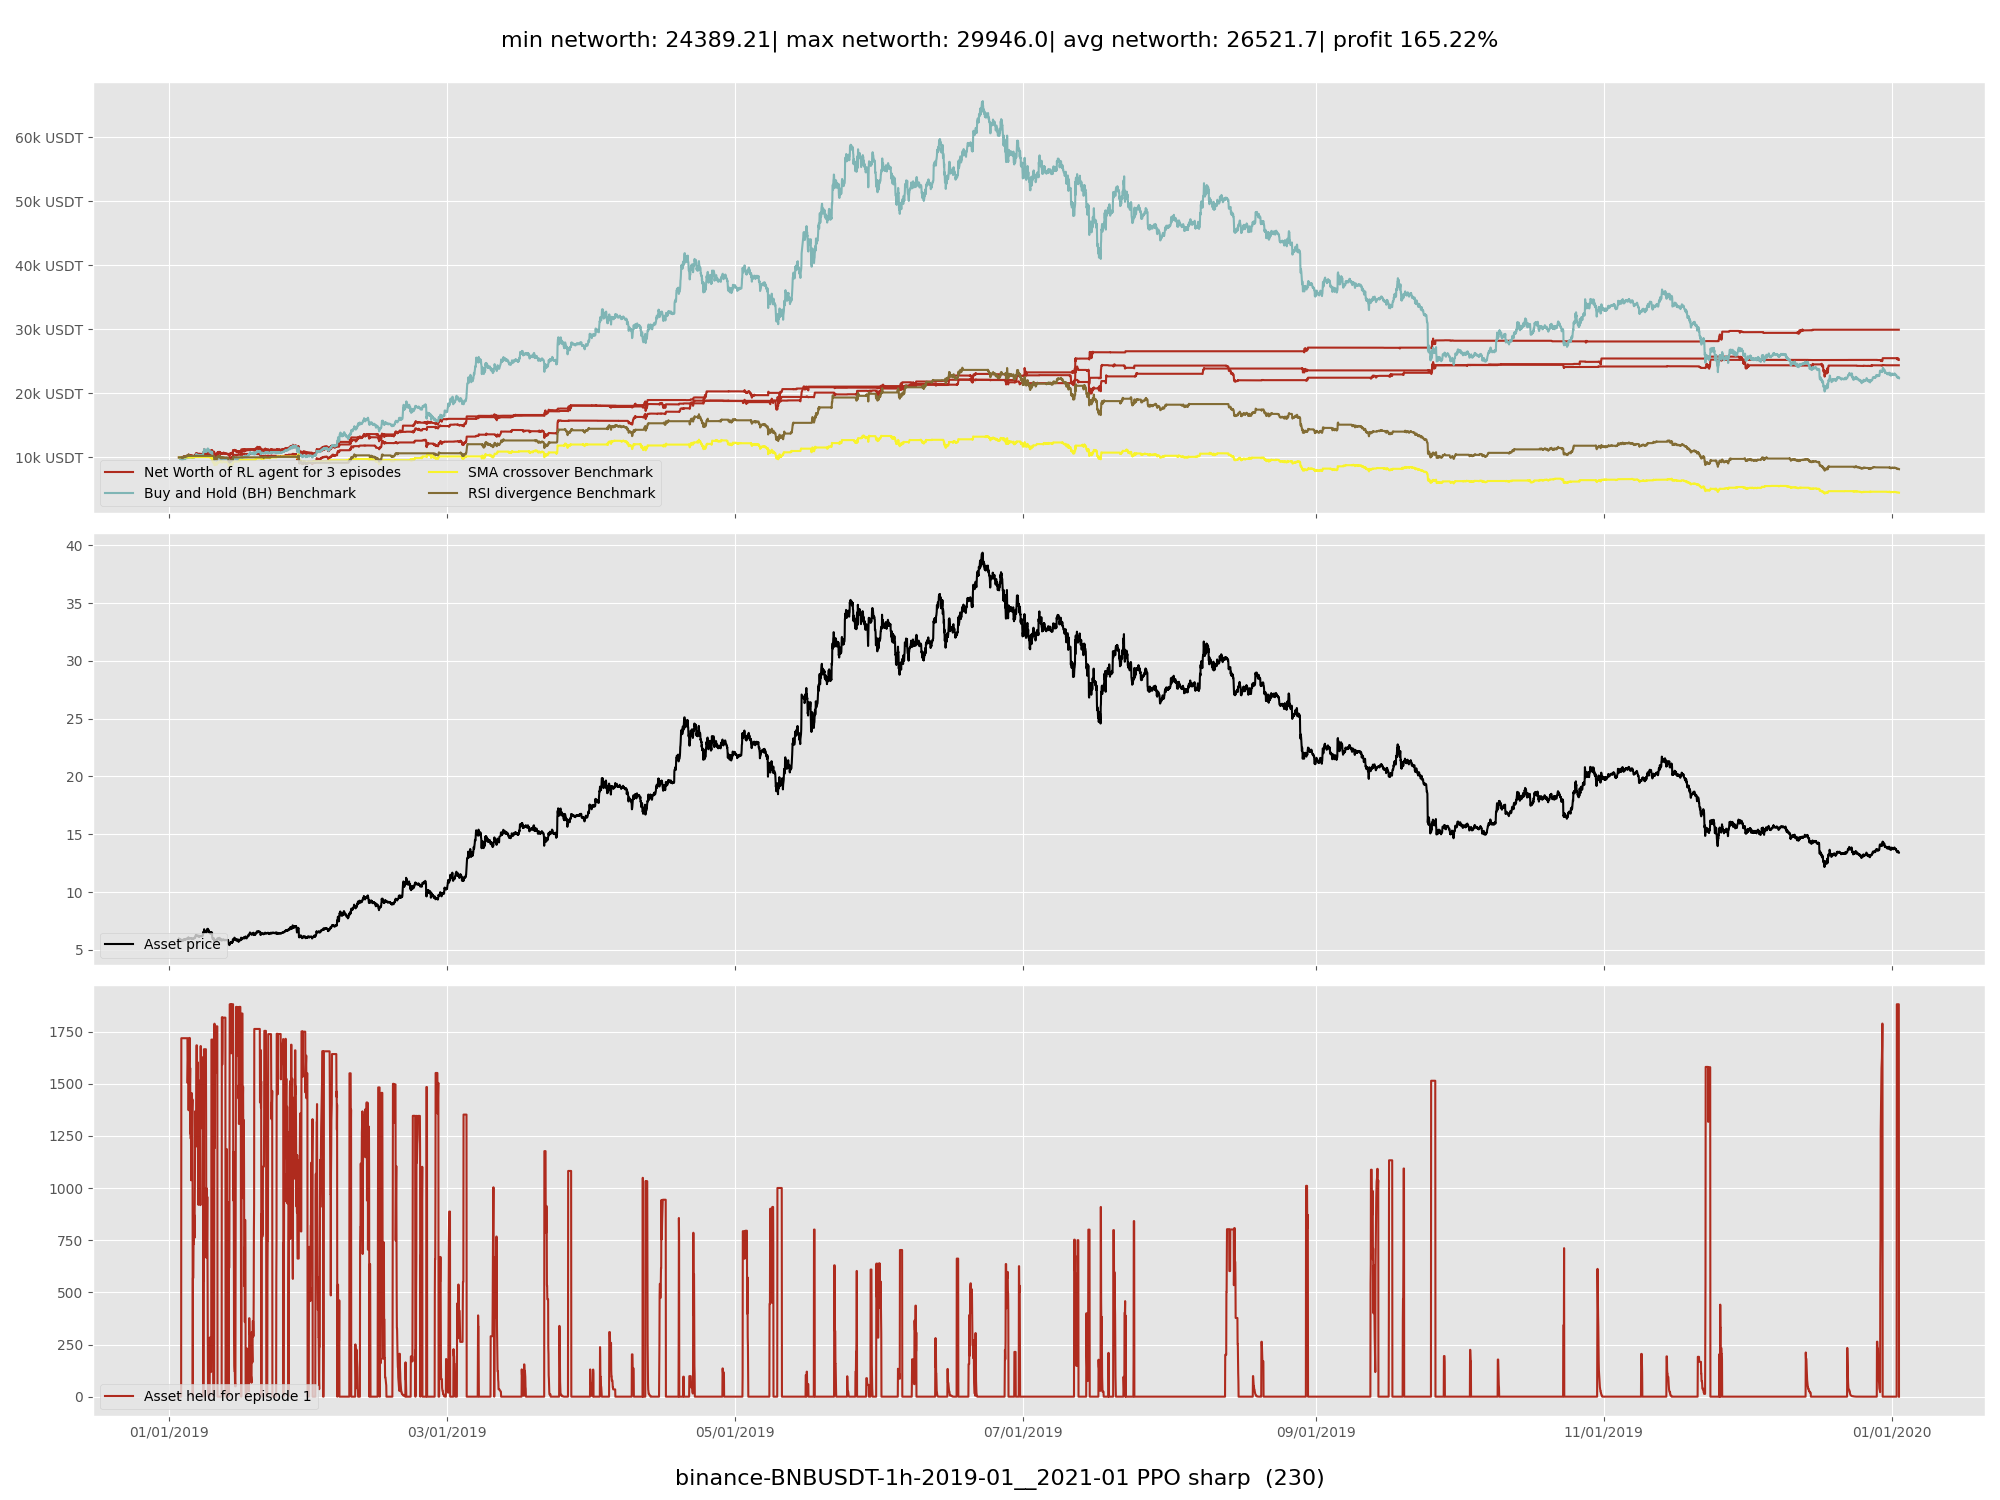 min networth: 24389.21| max networth: 29946.0| avg networth: 26521.7| profit 165.22%
60k USDT
50k USDT
40k USDT
30k USDT
20k USDT
10k USDT
Net Worth of RL agent for 3 episodes
Buy and Hold (BH) Benchmark
SMA crossover Benchmark
RSI divergence Benchmark
40
35
30
25
20
15
10
5
Asset price
1750
1500
1250
1000
750
500
250
0
Asset held for episode 1
01/01/2019 03/01/2019 05/01/2019 07/01/2019 09/01/2019 11/01/2019 01/01/2020
binance-BNBUSDT-1h-2019-01__2021-01 PPO sharp (230)